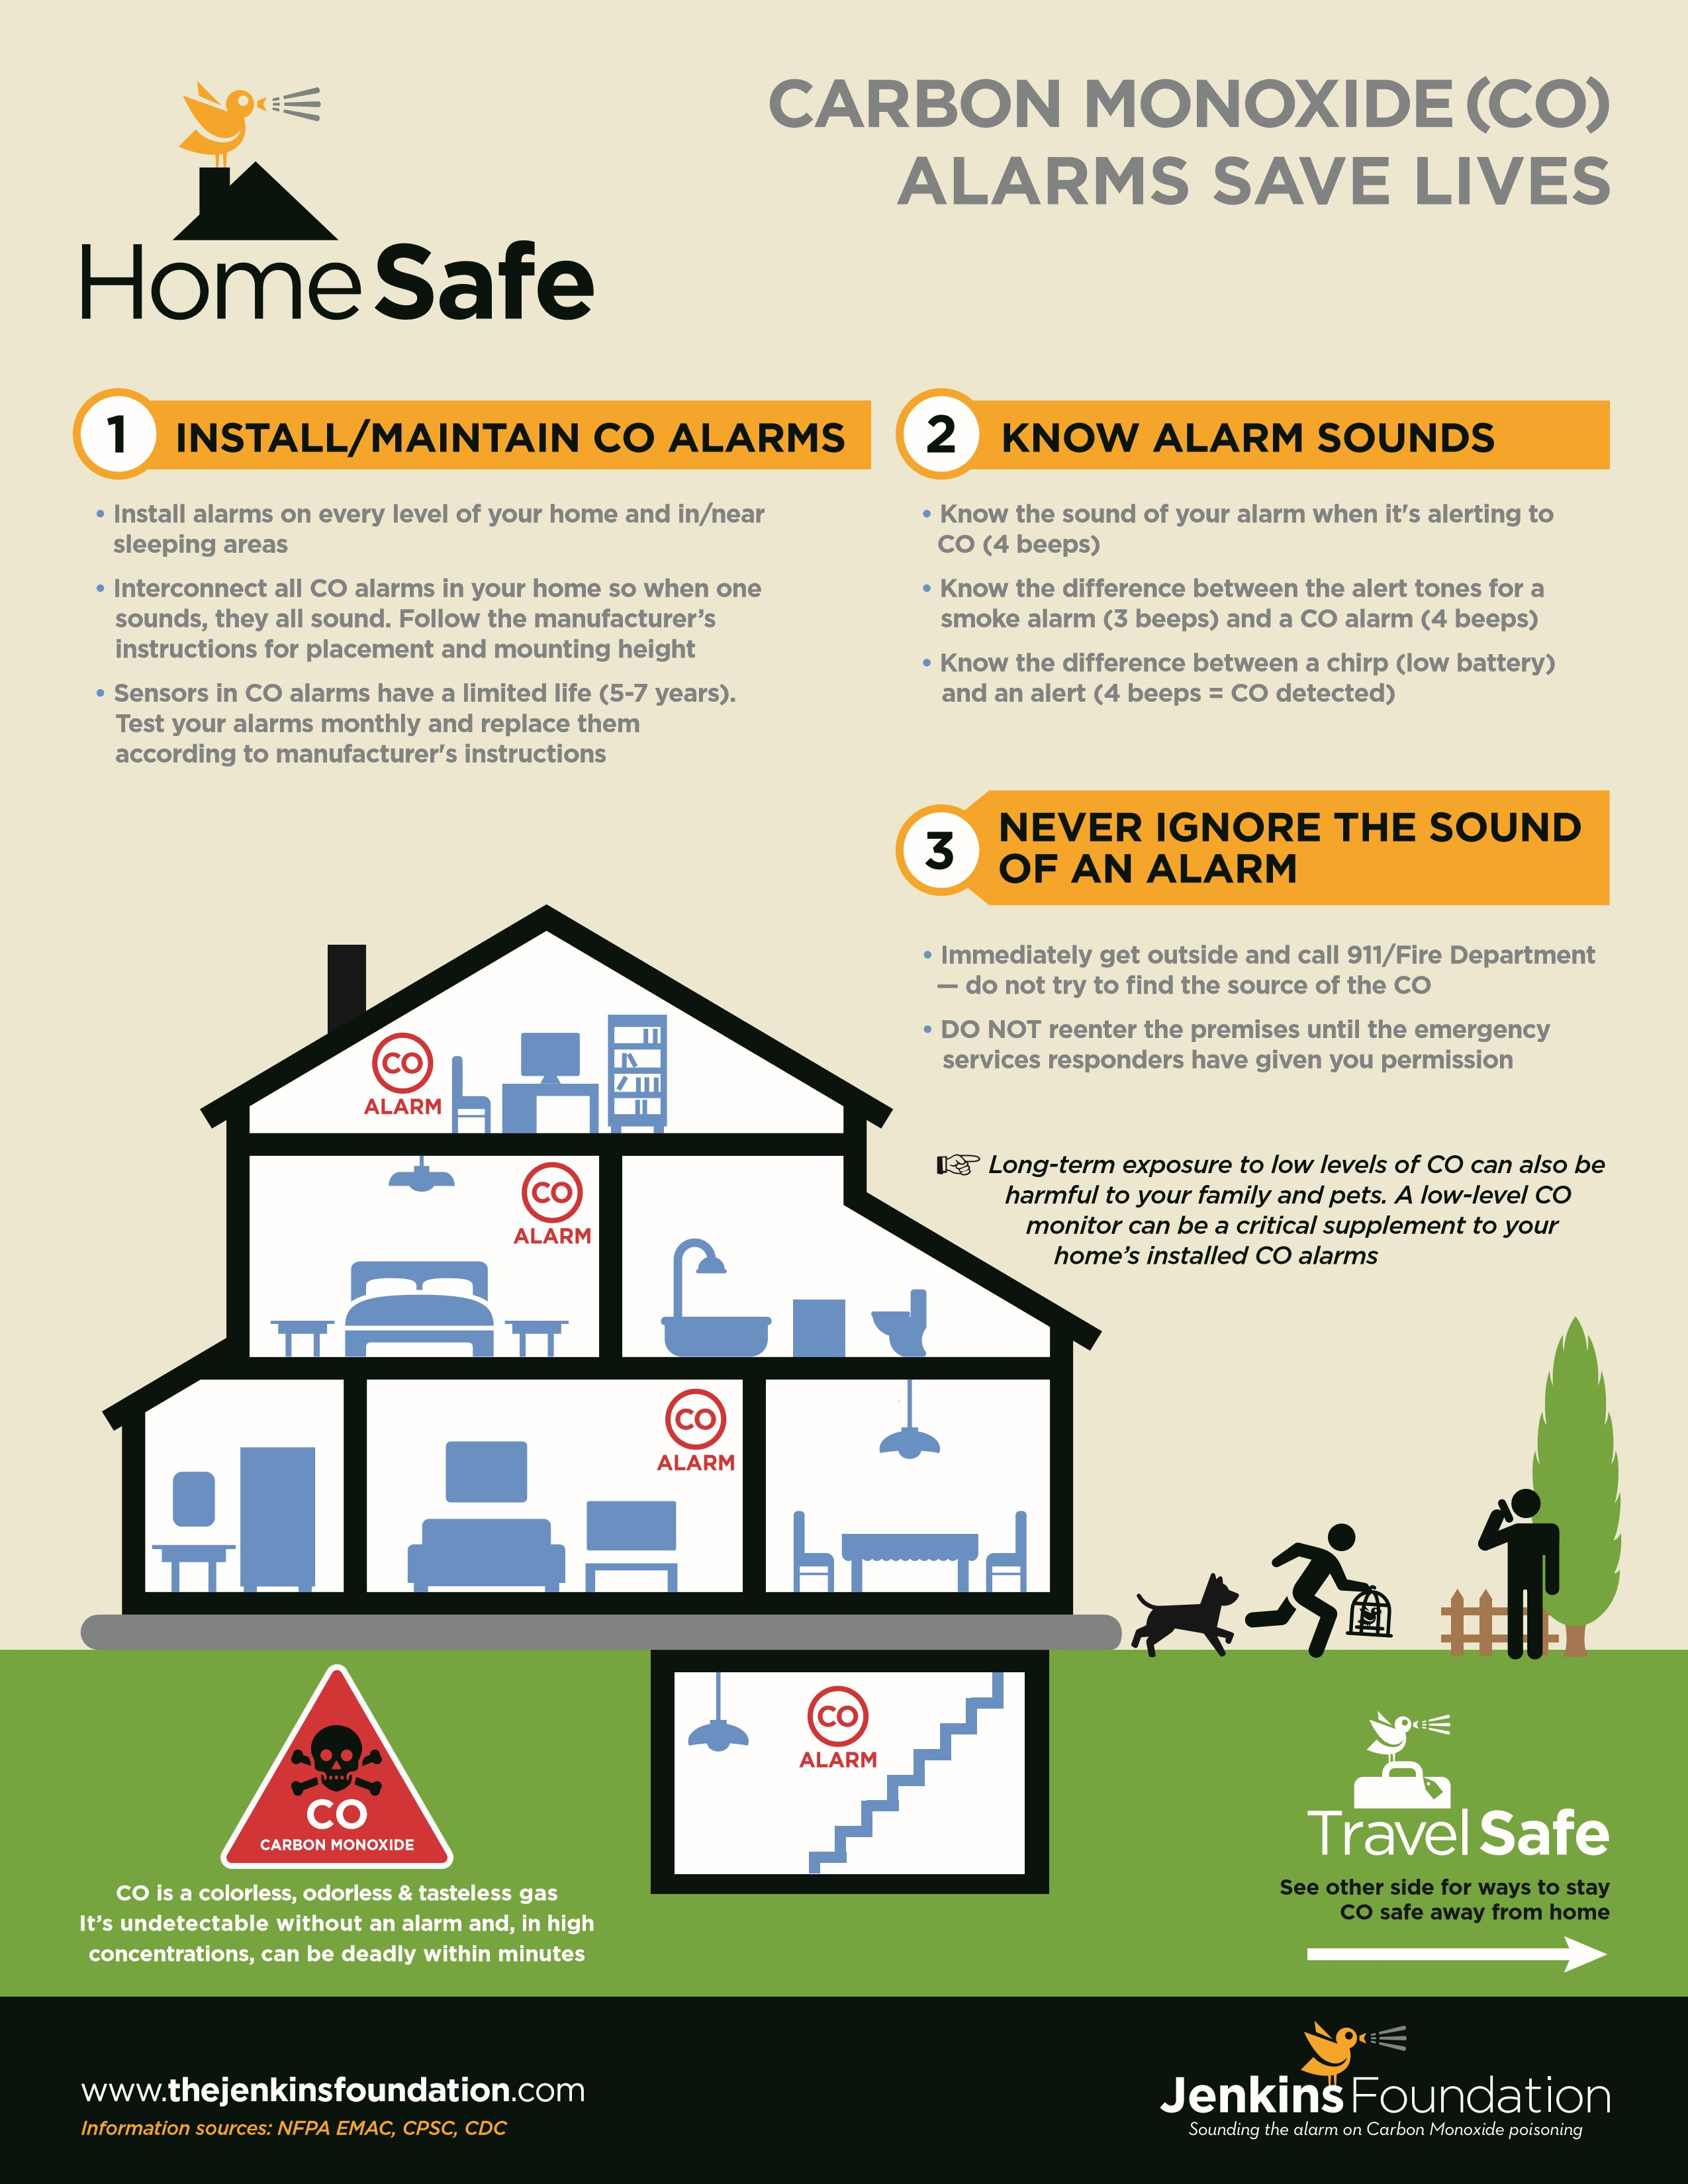 CARBON MONOXIDE (CO)
ALARMS SAVE LIVES
Home Safe
1 INSTALL/MAINTAIN CO ALARMS
• Install alarms on every level of your home and in/near
sleeping areas
• Interconnect all CO alarms in your home so when one
sounds, they all sound. Follow the manufacturer’s
instructions for placement and mounting height
• Sensors in CO alarms have a limited life (5-7 years).
Test your alarms monthly and replace them
according to manufacturer's instructions
2 KNOW ALARM SOUNDS
• Know the sound of your alarm when it's alerting to
CO (4 beeps)
• Know the difference between the alert tones for a
smoke alarm (3 beeps) and a CO alarm (4 beeps)
• Know the difference between a chirp (low battery)
and an alert (4 beeps = CO detected)
3 NEVER IGNORE THE SOUND
OF AN ALARM
• Immediately get outside and call 911/Fire Department
— do not try to find the source of the CO
• DO NOT reenter the premises until the emergency
services responders have given you permission
Long-term exposure to low levels of CO can also be
harmful to your family and pets. A low-level CO
monitor can be a critical supplement to your
home’s installed CO alarms
CO
ALARM
CO
ALARM
CO
ALARM
CO
ALARM
CO
CARBON MONOXIDE
CO is a colorless, odorless & tasteless gas
It’s undetectable without an alarm and, in high
concentrations, can be deadly within minutes
Travel Safe
See other side for ways to stay
CO safe away from home
www.thejenkinsfoundation.com
Information sources: NFPA EMAC, CPSC, CDC
Jenkins Foundation
Sounding the alarm on Carbon Monoxide poisoning